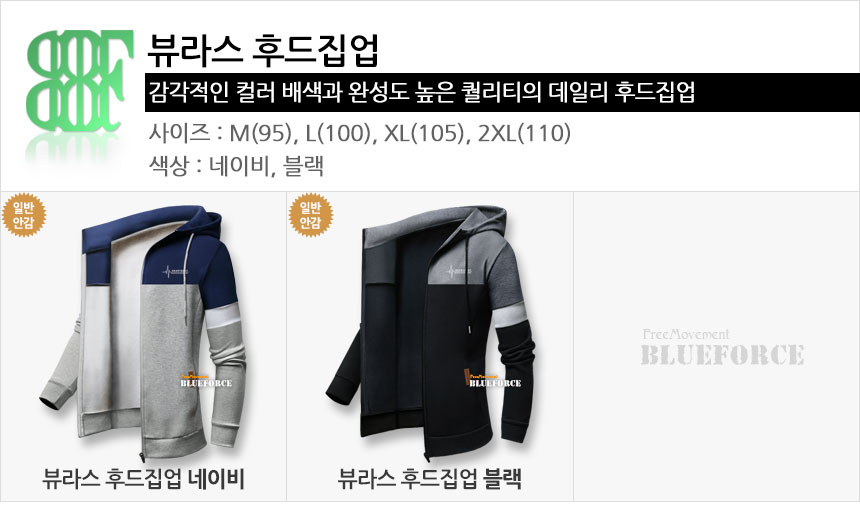 뷰라스 후드집업
감각적인 컬러 배색과 완성도 높은 퀄리티의 데일리 후드집업
사이즈 : M(95), L(100), XL(105), 2XL(110)
색상 : 네이비, 블랙
일반
안감
일반
안감
FreeMovement
BLUEFORCE
FreeMovement
BLUEFORCE
FreeMovement
BLUEFORCE
뷰라스 후드집업 네이비
뷰라스 후드집업 블랙